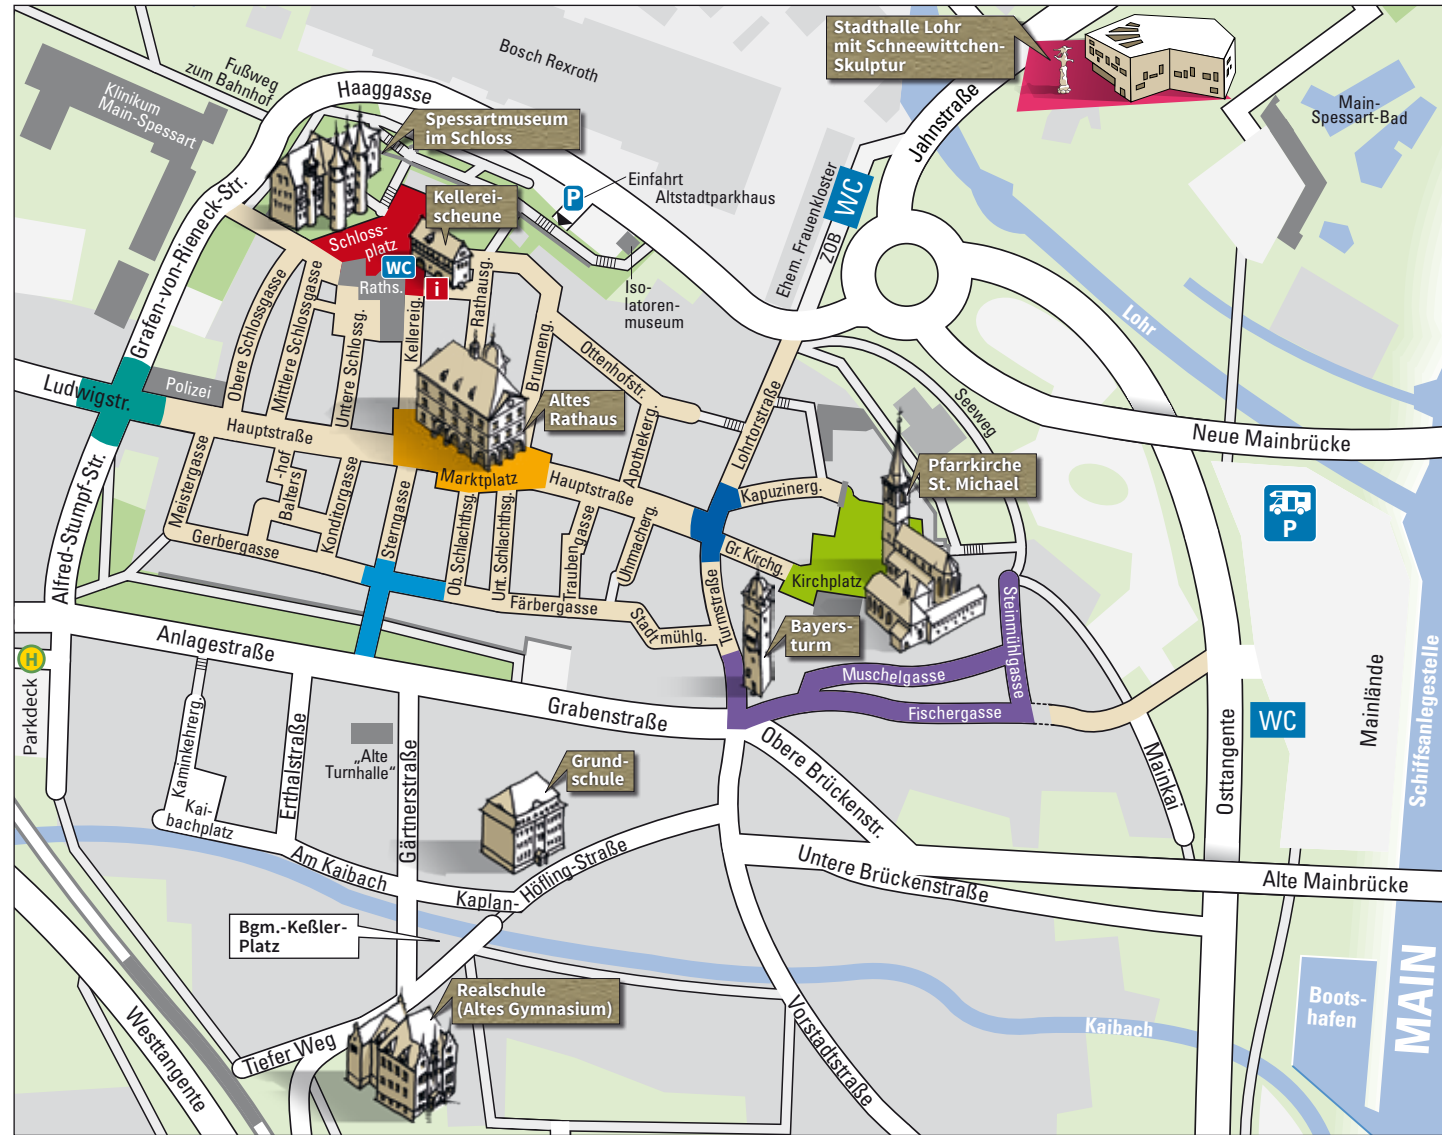 Stadthalle Lohr
mit Schneewittchen-
Skulptur
Bosch Rexroth
Fußweg
zum Bahnhof
Haaggasse
Klinikum
Main-Spessart
Main-
Spessart-Bad
Jahnstraße
Spessartmuseum
im Schloss
Einfahrt
Altstadtparkhaus
P
Kellerei-
scheune
WC
ZOB
Ehem. Frauenkloster
Grafen-von-Rieneck-Str.
Schloss-
platz
WC
Raths.
i
Iso-
latoren-
museum
Lohr
Obere Schlossgasse
Mittlere Schlossgasse
Untere Schlossg.
Kellereig.
Rathausg.
Brunneng.
Ottenhofstr.
Ludwigstr.
Polizei
Altes
Rathaus
Seeweg
Neue Mainbrücke
Hauptstraße
Apothekerg.
Lohrtorstraße
Pfarrkirche
St. Michael
Marktplatz
Hauptstraße
Kapuzinerg.
P
Alfred-Stumpf-Str.
Meistergasse
Batters-
hof
Konditorgasse
Sterngasse
Ob. Schlachthsg.
Unt. Schlachthsg.
Traubengasse
Uhrmacherg.
Gerbergasse
Gr. Kirchg.
Kirchplatz
Färbergasse
Stadtmühlg.
Turmstraße
Bayers-
turm
Steinmühlgasse
Anlagestraße
H
Parkdeck
Muschelgasse
Fischergasse
Grabenstraße
WC
Mainlände
Schiffsanlegestelle
Kaminkehrerg.
Erthalstraße
„Alte
Turnhalle“
Gärtnerstraße
Obere Brückenstr.
Mainkai
Osttangente
Grund-
schule
Kai-
bachplatz
Am Kaibach
Kaplan-Höfling-Straße
Untere Brückenstraße
Alte Mainbrücke
Bgm.-Keßler-
Platz
Realschule
(Altes Gymnasium)
Boots-
hafen
MAIN
Kaibach
Tiefer Weg
Westtangente
Vorstadtstraße